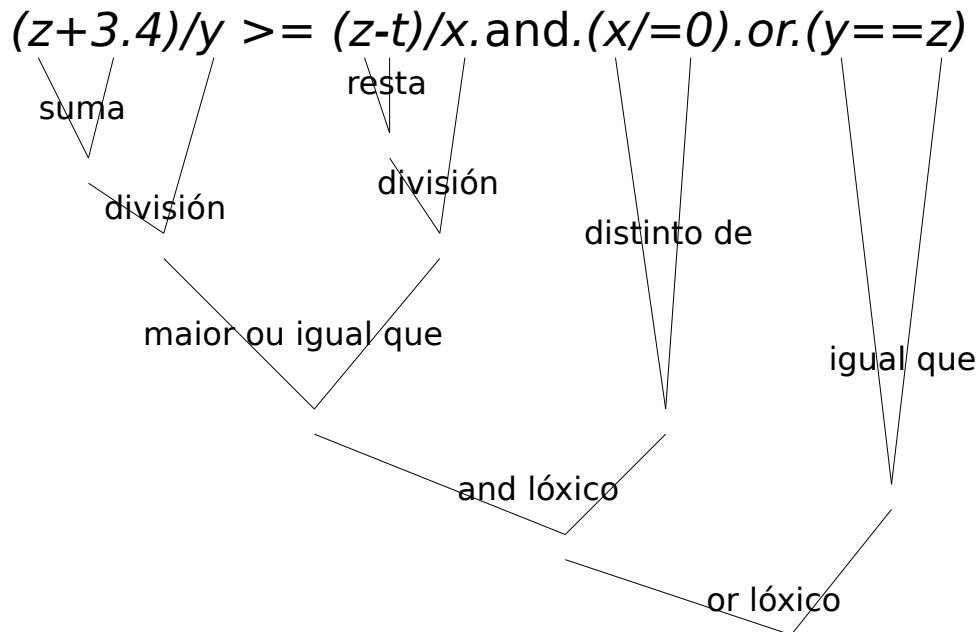 (z+3.4)/y >= (z-t)/x.and.(x/=0).or.(y==z)
resta
suma
división
división
distinto de
maior ou igual que
igual que
and lóxico
or lóxico